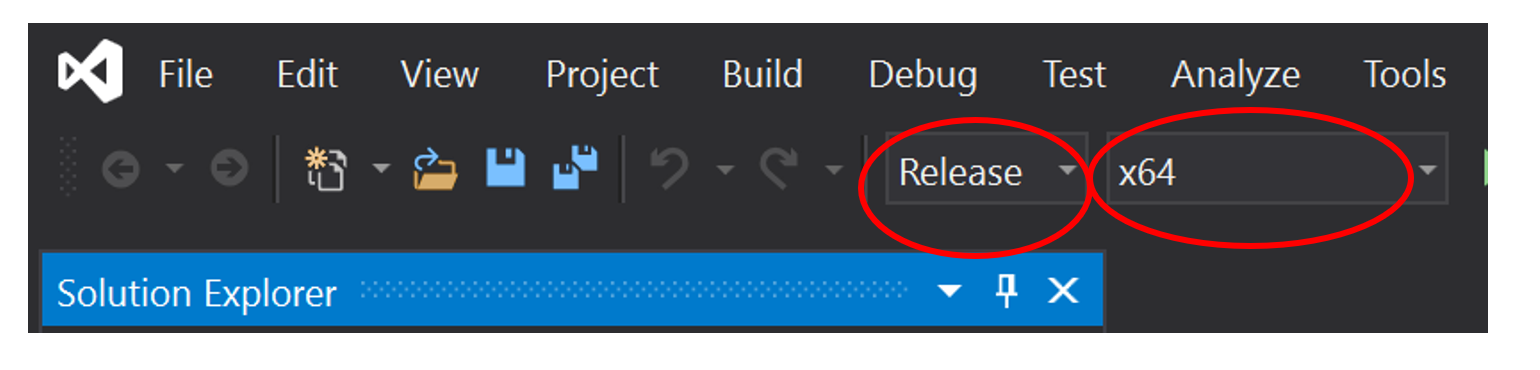 File Edit View Project Build Debug Test Analyze Tools
Release x64
Solution Explorer